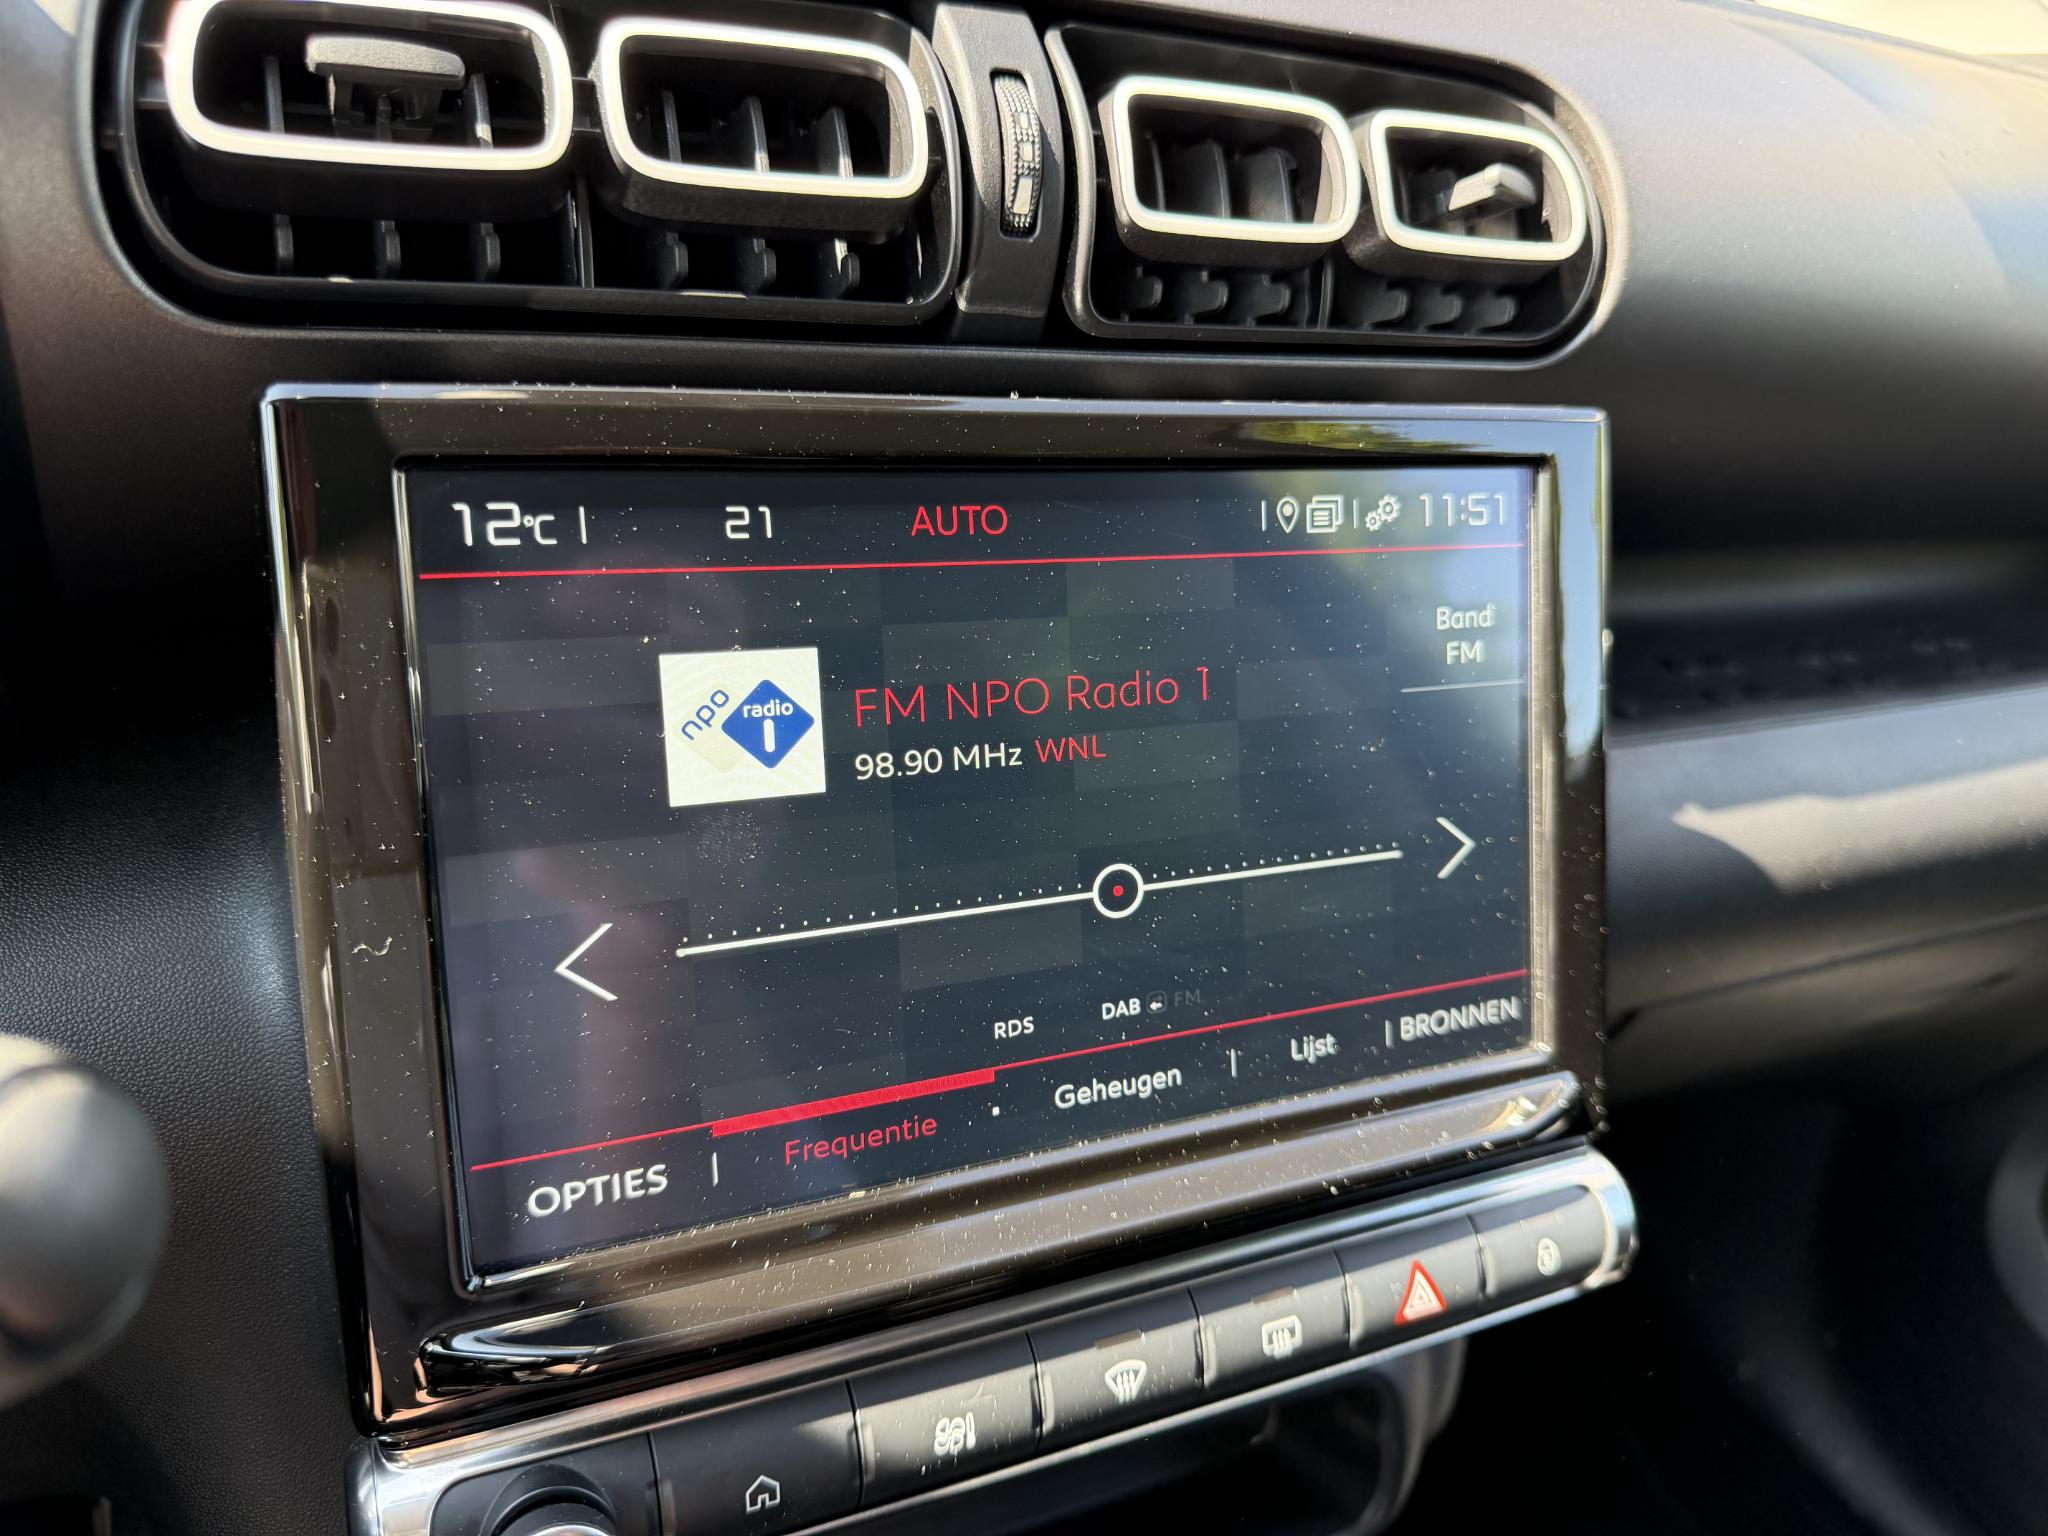 12°C | 21 AUTO 11:51
Band
FM
npo radio 1
FM NPO Radio 1
98.90 MHz WNL
RDS DAB FM
OPTIES | Frequentie Geheugen | Lijst | BRONNEN